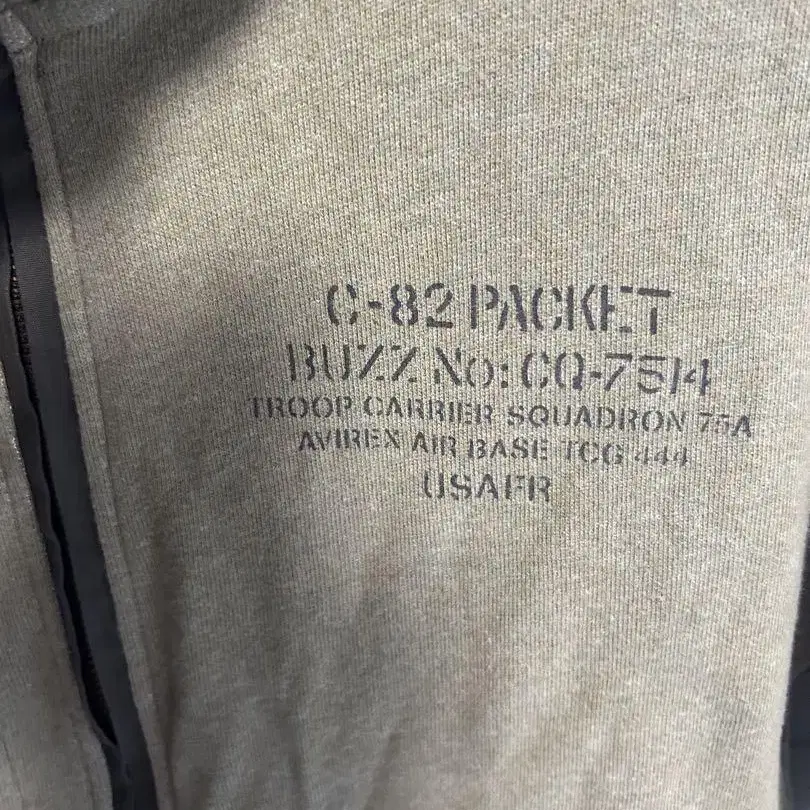 C-82 PACKET
BUZZ No: CQ-7514
TROOP CARRIER SQUADRON 75A
AVIREX AIR BASE TCG 444
USAFR